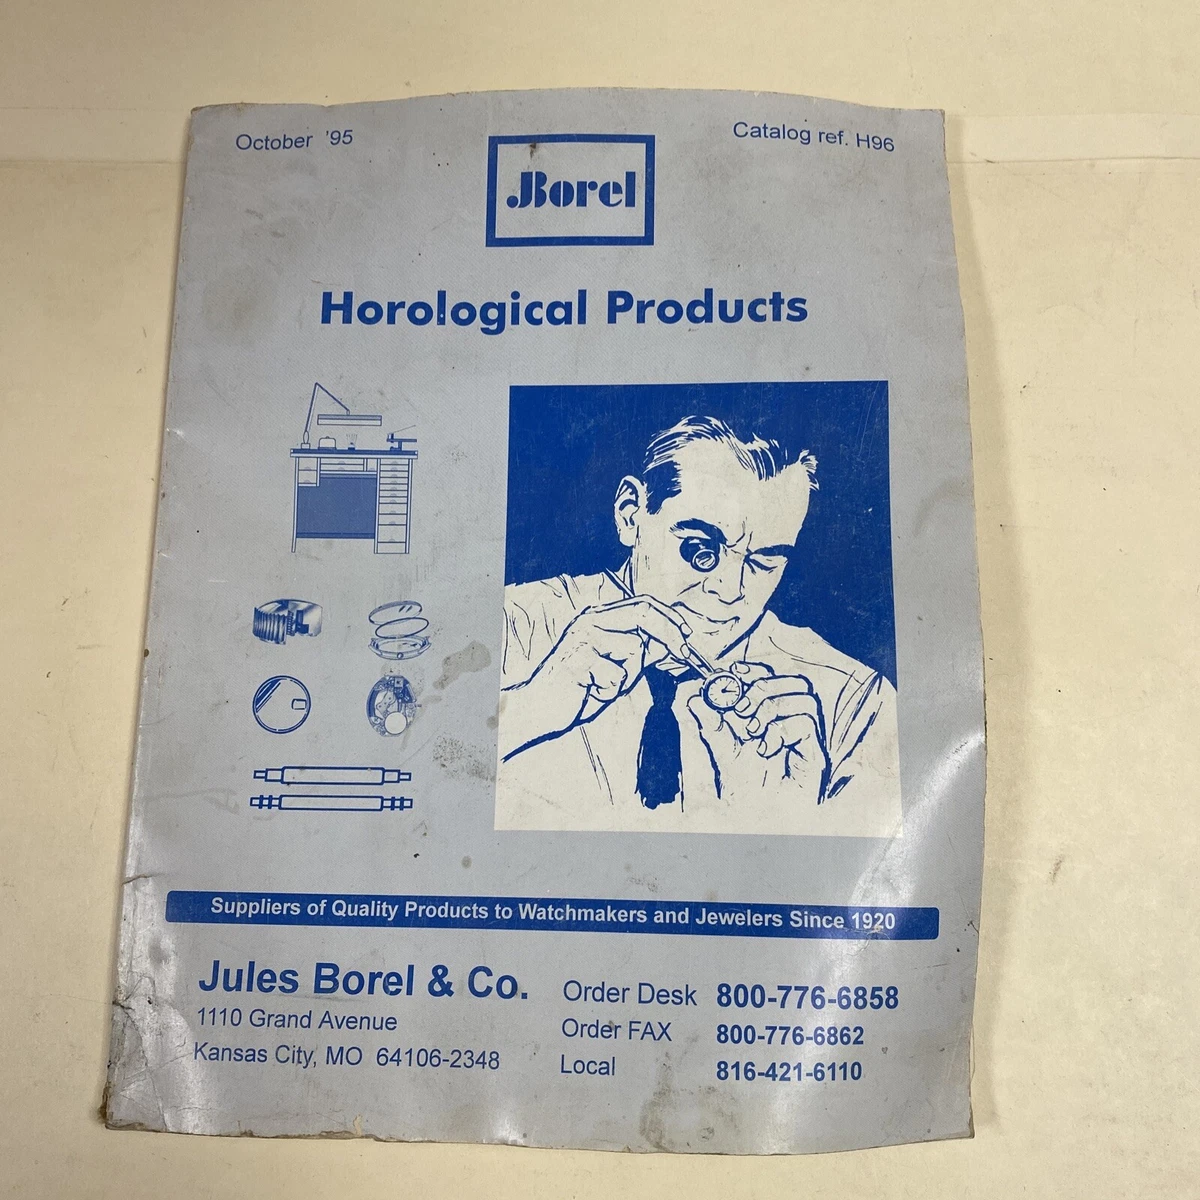 October '95
Catalog ref. H96
JBorel
Horological Products
Suppliers of Quality Products to Watchmakers and Jewelers Since 1920
Jules Borel & Co.
1110 Grand Avenue
Kansas City, MO 64106-2348
Order Desk 800-776-6858
Order FAX 800-776-6862
Local 816-421-6110